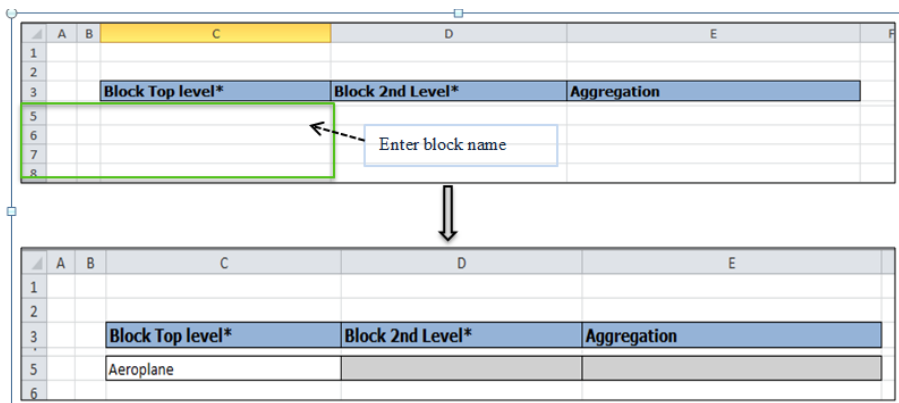 A B C D E F
1
2
3 Block Top level* Block 2nd Level* Aggregation
5
6
7
8
Enter block name
A B C D E
1
2
3 Block Top level* Block 2nd Level* Aggregation
5 Aeroplane
6